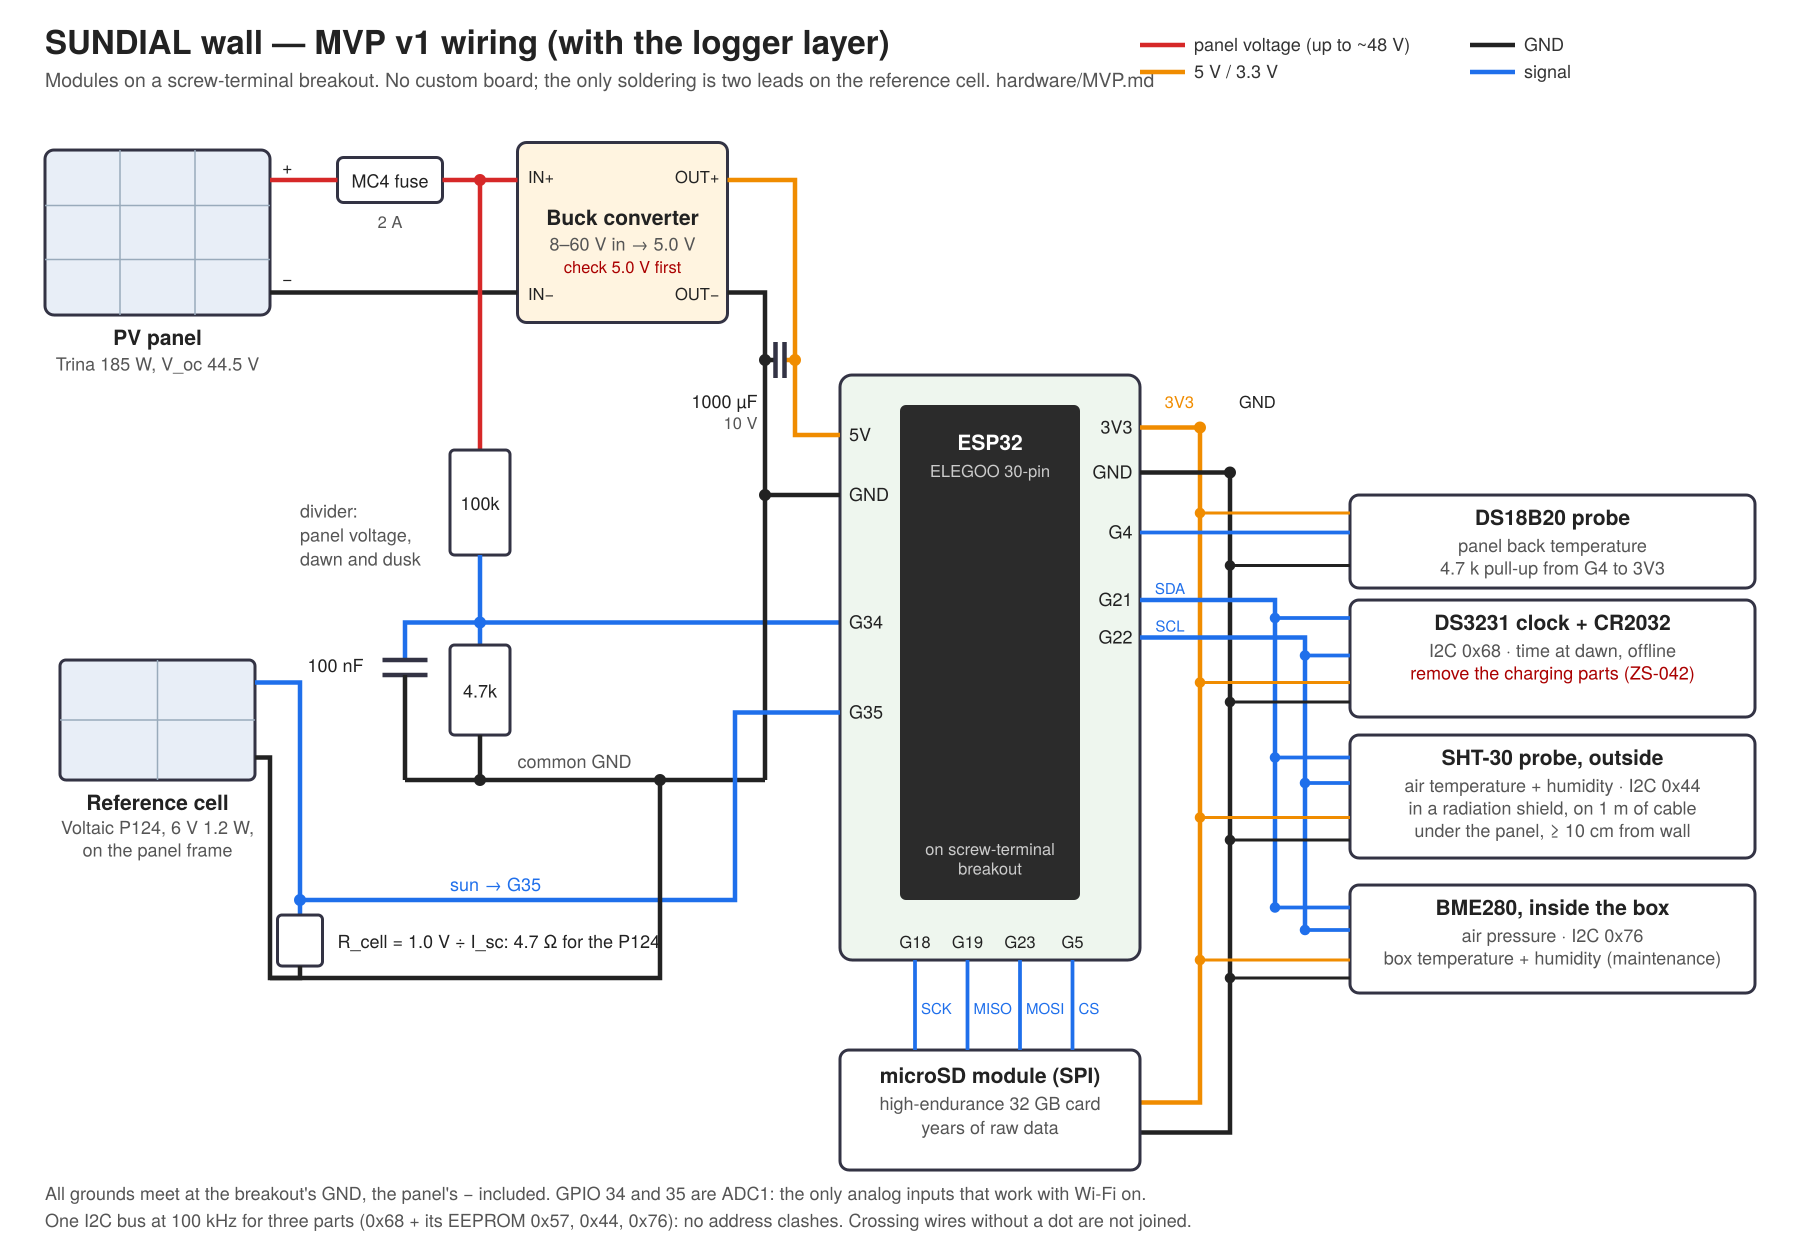 SUNDIAL wall — MVP v1 wiring (with the logger layer)
Modules on a screw-terminal breakout. No custom board; the only soldering is two leads on the reference cell. hardware/MVP.md
panel voltage (up to ~48 V)
GND
5 V / 3.3 V
signal
+
MC4 fuse
2 A
−
PV panel
Trina 185 W, V_oc 44.5 V
IN+
OUT+
Buck converter
8–60 V in → 5.0 V
check 5.0 V first
IN−
OUT−
1000 µF
10 V
divider:
panel voltage,
dawn and dusk
100k
100 nF
4.7k
common GND
Reference cell
Voltaic P124, 6 V 1.2 W,
on the panel frame
sun → G35
R_cell = 1.0 V ÷ I_sc: 4.7 Ω for the P124
5V
GND
G34
G35
ESP32
ELEGOO 30-pin
on screw-terminal
breakout
3V3
GND
G4
G21
G22
G18
G19
G23
G5
3V3
GND
SDA
SCL
SCK
MISO
MOSI
CS
DS18B20 probe
panel back temperature
4.7 k pull-up from G4 to 3V3
DS3231 clock + CR2032
I2C 0x68 · time at dawn, offline
remove the charging parts (ZS-042)
SHT-30 probe, outside
air temperature + humidity · I2C 0x44
in a radiation shield, on 1 m of cable
under the panel, ≥ 10 cm from wall
BME280, inside the box
air pressure · I2C 0x76
box temperature + humidity (maintenance)
microSD module (SPI)
high-endurance 32 GB card
years of raw data
All grounds meet at the breakout's GND, the panel's − included. GPIO 34 and 35 are ADC1: the only analog inputs that work with Wi-Fi on.
One I2C bus at 100 kHz for three parts (0x68 + its EEPROM 0x57, 0x44, 0x76): no address clashes. Crossing wires without a dot are not joined.